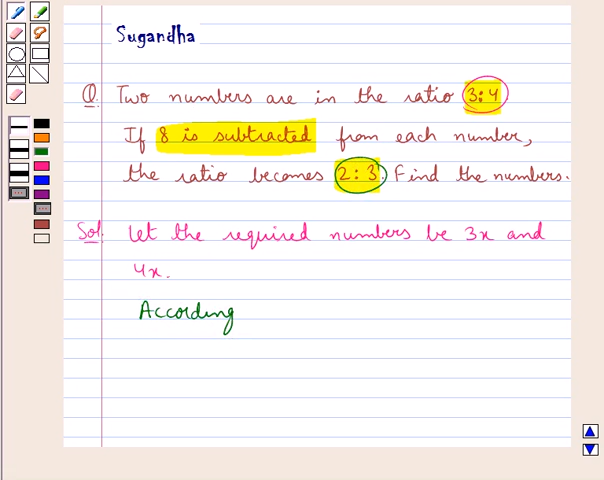 Sugandha
Q. Two numbers are in the ratio 3:4
If 8 is subtracted from each number,
the ratio becomes 2:3. Find the numbers.
Sol. Let the required numbers be 3x and
4x.
According